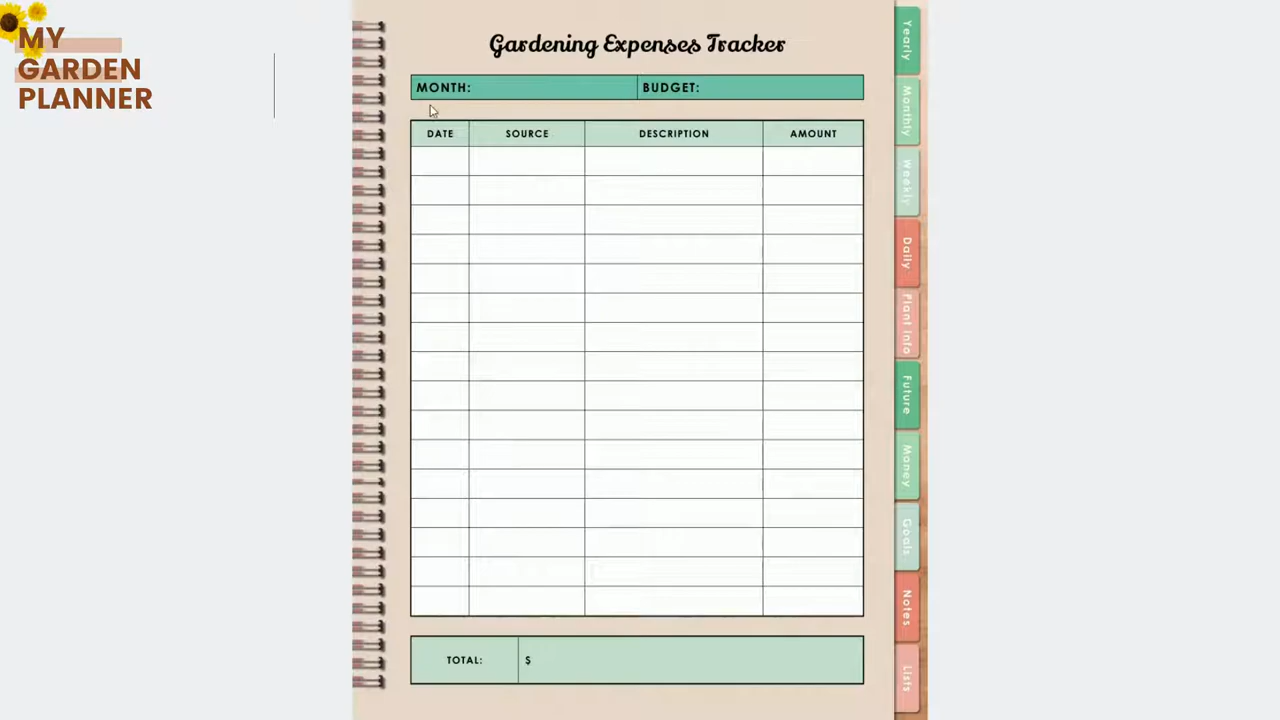 MY
GARDEN
PLANNER
Gardening Expenses Tracker
MONTH: BUDGET:
DATE SOURCE DESCRIPTION AMOUNT
TOTAL: $
Yearly
Monthly
Weekly
Daily
Plant Info
Future
Money
Goals
Notes
Lists